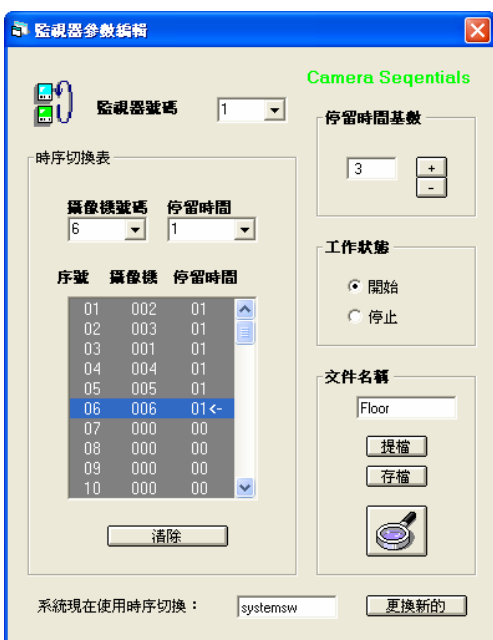 監視器參數編輯
Camera Seqentials
監視器號碼 1
停留時間基數
3 + -
時序切換表
攝像機號碼 停留時間
6 1
工作狀態
開始
停止
序號 攝像機 停留時間
01 002 01
02 003 01
03 001 01
04 004 01
05 005 01
06 006 01<-
07 000 00
08 000 00
09 000 00
10 000 00
文件名稱
Floor
提檔
存檔
清除
系統現在使用時序切換： systemsw 更換新的